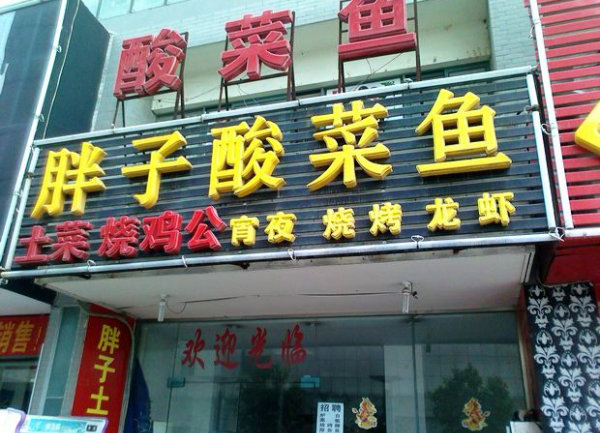 酸菜鱼
胖子酸菜鱼
土菜 烧鸡公 宵夜 烧烤 龙虾
销售!
胖子土
欢迎光临
招聘